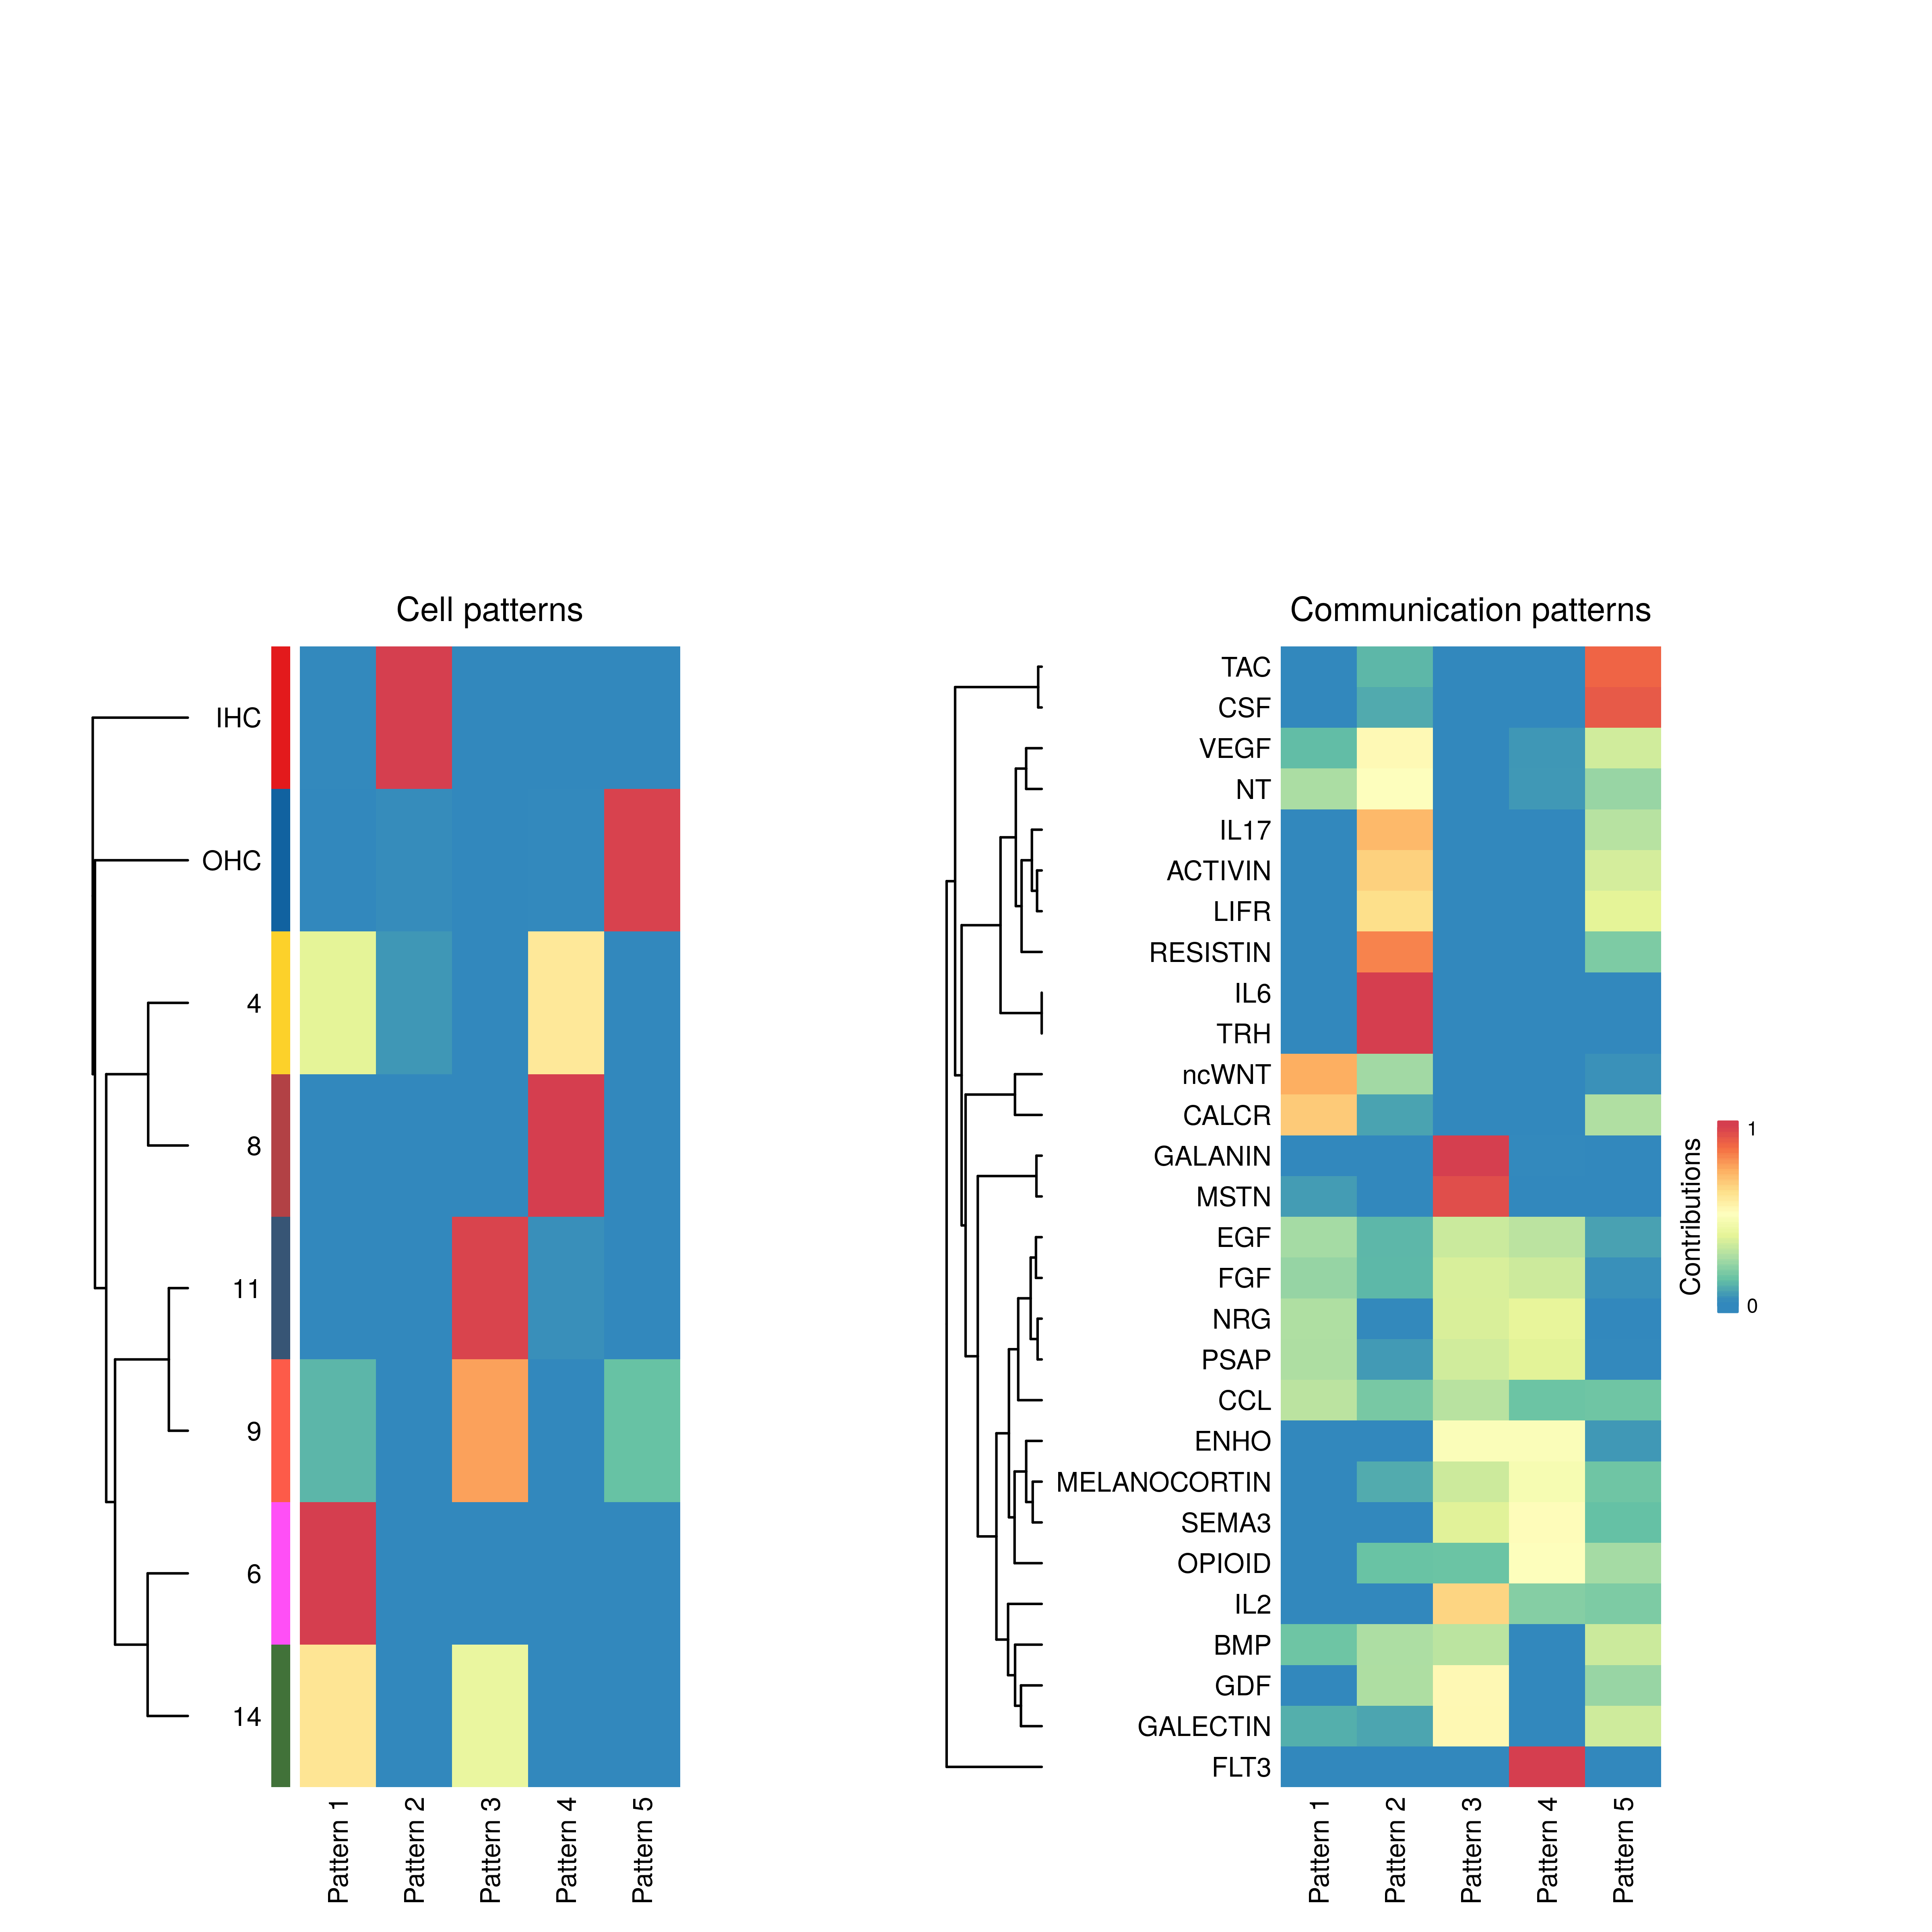 Cell patterns
IHC
OHC
4
8
11
9
6
14
Pattern 1
Pattern 2
Pattern 3
Pattern 4
Pattern 5
Communication patterns
TAC
CSF
VEGF
NT
IL17
ACTIVIN
LIFR
RESISTIN
IL6
TRH
ncWNT
CALCR
GALANIN
MSTN
EGF
FGF
NRG
PSAP
CCL
ENHO
MELANOCORTIN
SEMA3
OPIOID
IL2
BMP
GDF
GALECTIN
FLT3
Pattern 1
Pattern 2
Pattern 3
Pattern 4
Pattern 5
Contributions
1
0